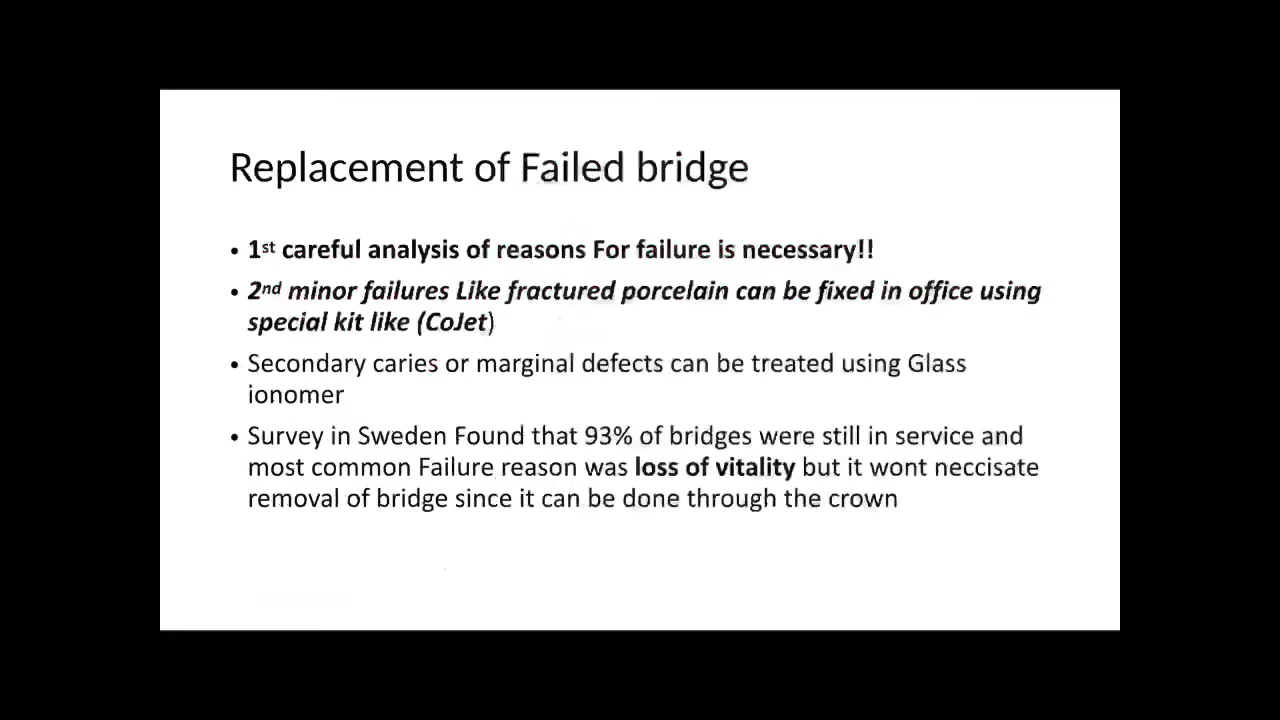 Replacement of Failed bridge
• 1st careful analysis of reasons For failure is necessary!!
• 2nd minor failures Like fractured porcelain can be fixed in office using
special kit like (CoJet)
• Secondary caries or marginal defects can be treated using Glass
ionomer
• Survey in Sweden Found that 93% of bridges were still in service and
most common Failure reason was loss of vitality but it wont neccisate
removal of bridge since it can be done through the crown